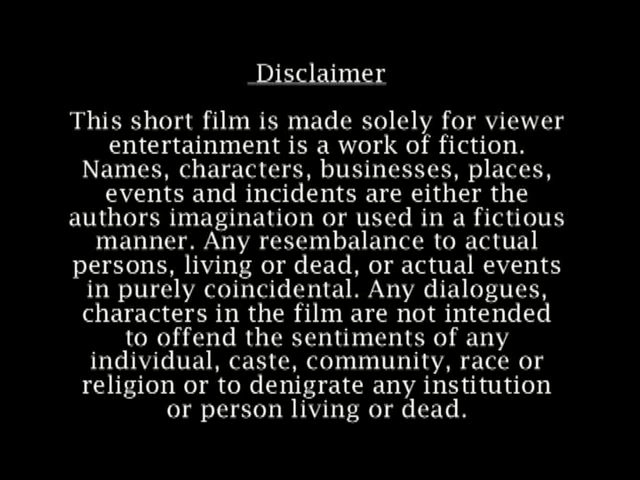 Disclaimer
This short film is made solely for viewer
entertainment is a work of fiction.
Names, characters, businesses, places,
events and incidents are either the
authors imagination or used in a fictious
manner. Any resembalance to actual
persons, living or dead, or actual events
in purely coincidental. Any dialogues,
characters in the film are not intended
to offend the sentiments of any
individual, caste, community, race or
religion or to denigrate any institution
or person living or dead.